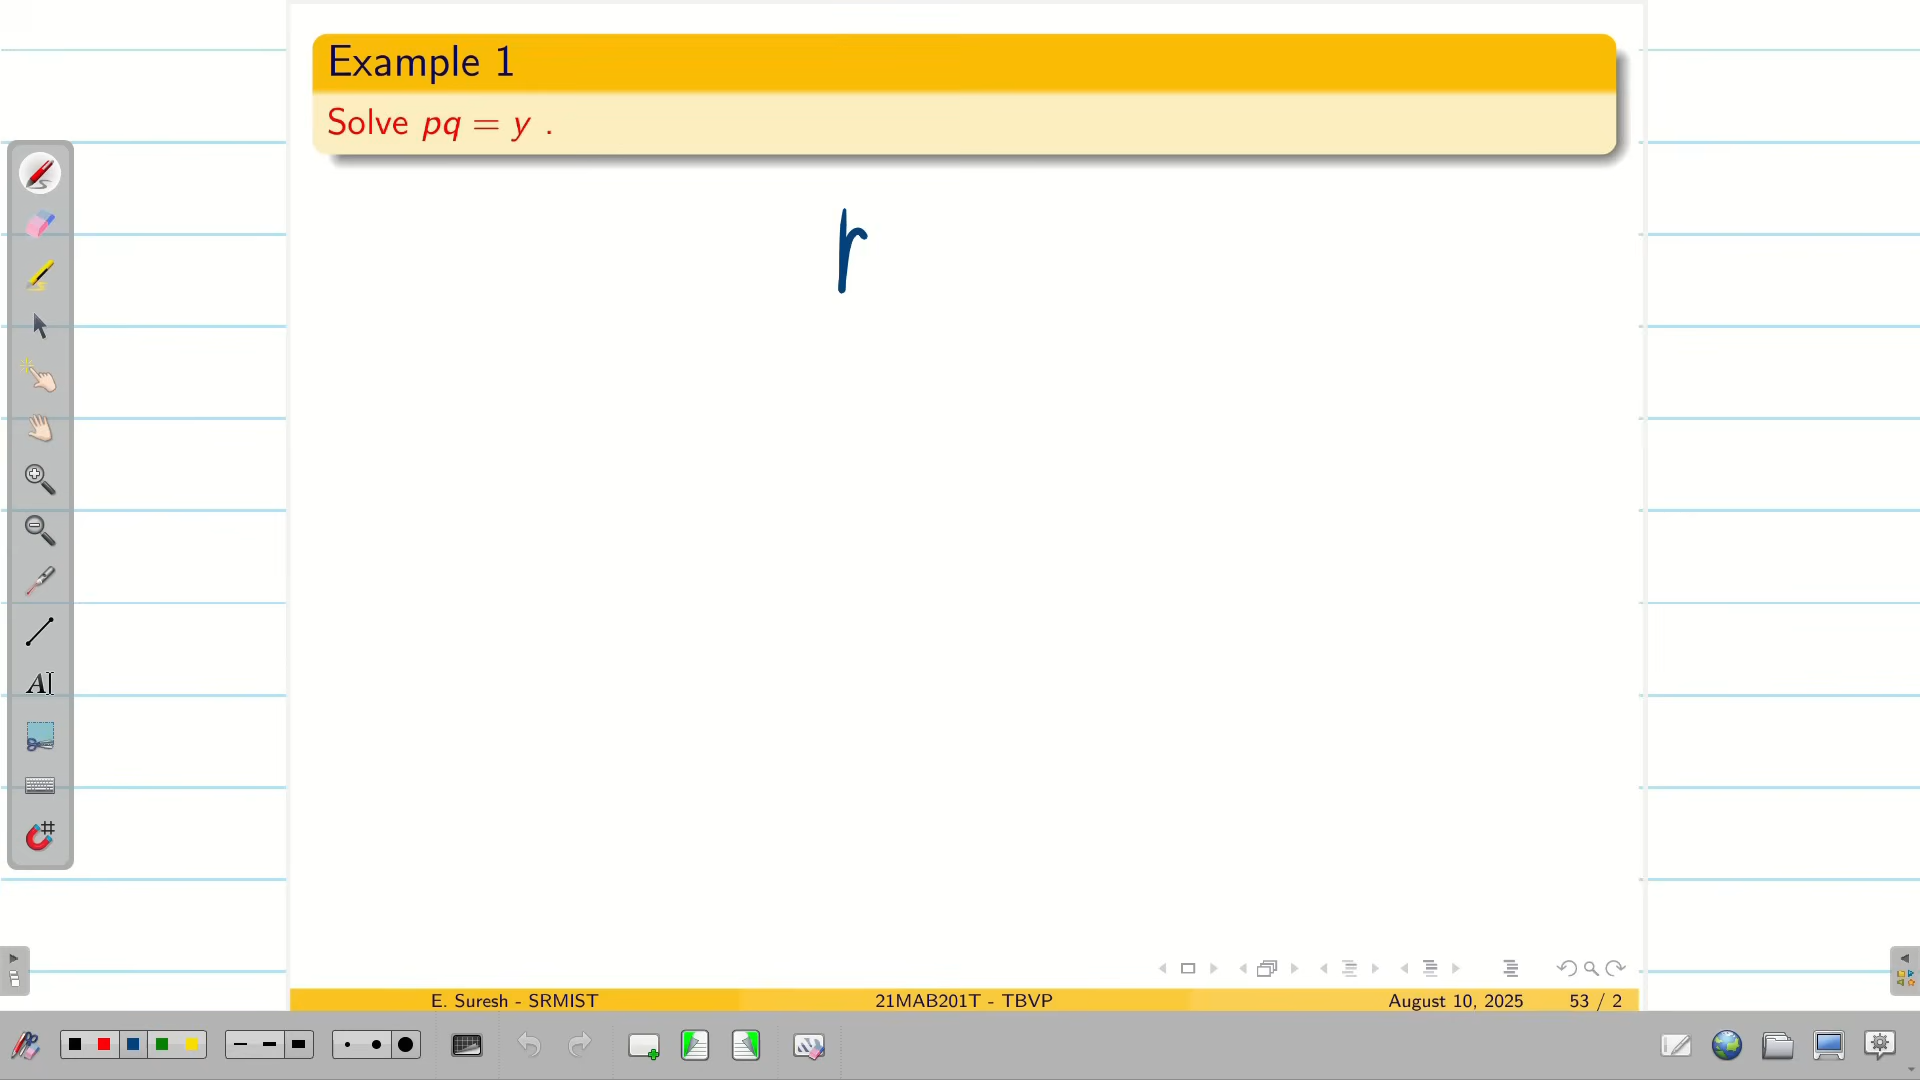 Example 1
Solve pq = y .
r
E. Suresh - SRMIST 21MAB201T - TBVP August 10, 2025 53 / 2